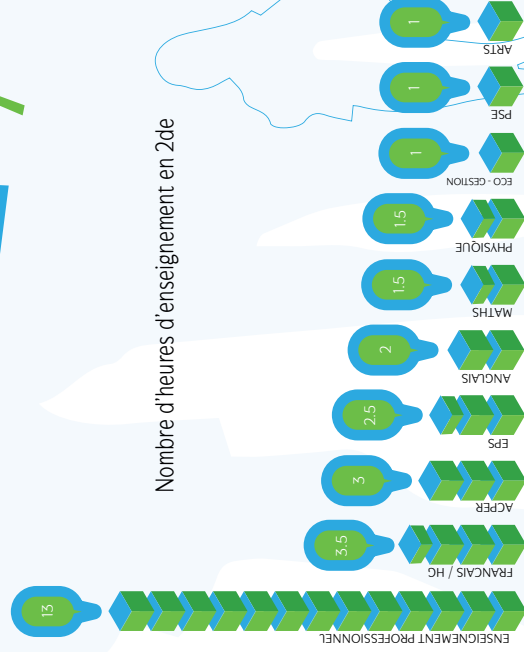 Nombre d'heures d'enseignement en 2de
13
ENSEIGNEMENT PROFESSIONNEL
3.5
FRANCAIS / HG
3
ACPER
2.5
EPS
2
ANGLAIS
1.5
MATHS
1.5
PHYSIQUE
1
ECO - GESTION
1
PSE
1
ARTS